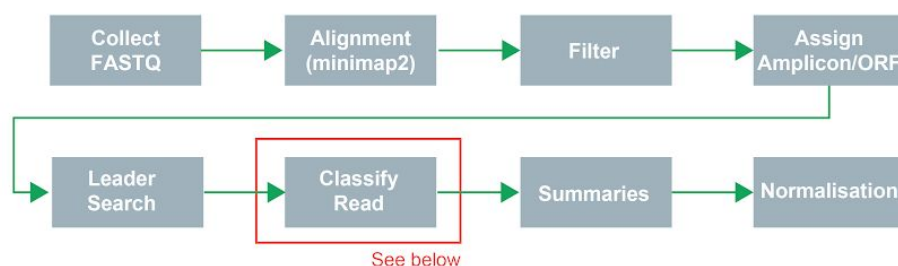 Collect
FASTQ
Alignment
(minimap2)
Filter
Assign
Amplicon/ORF
Leader
Search
Classify
Read
Summaries
Normalisation
See below